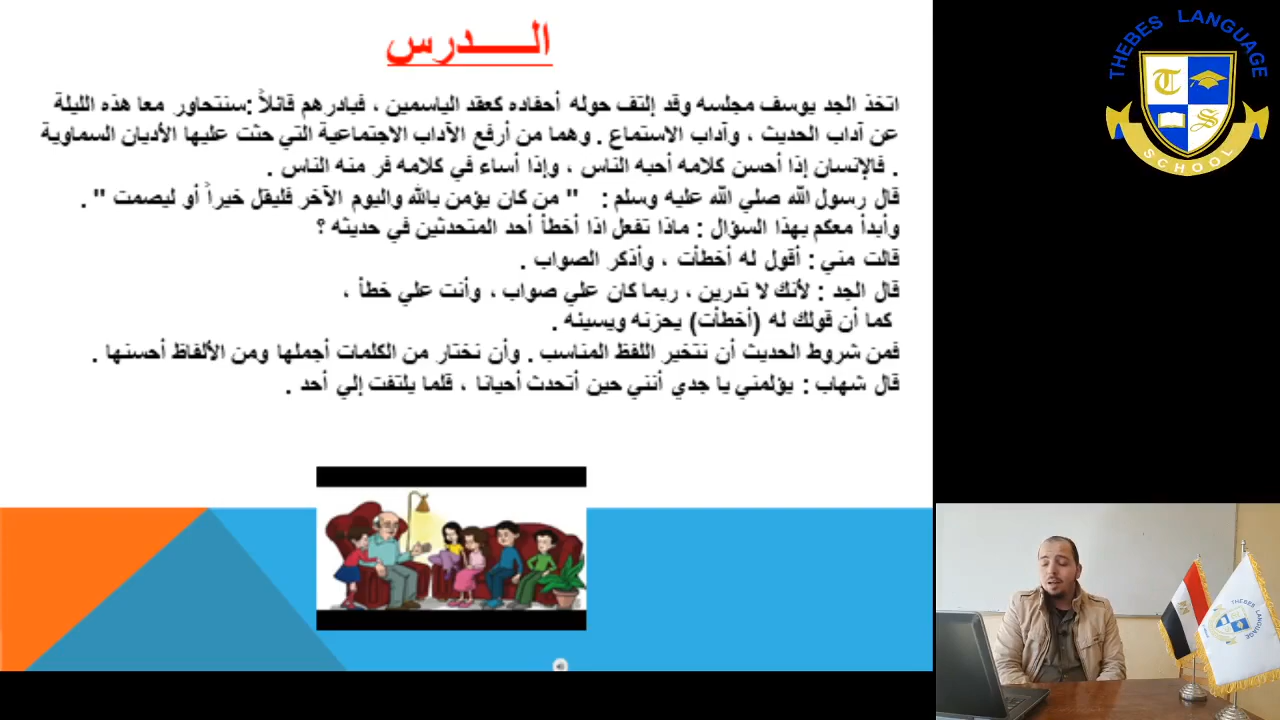 الـــــدرس
اتخذ الجد يوسف مجلسه وقد إلتف حوله أحفاده كعقد الياسمين ، فبادرهم قائلاً :سنتحاور معا هذه الليلة
عن آداب الحديث ، وآداب الاستماع . وهما من أرفع الآداب الاجتماعية التي حثت عليها الأديان السماوية
. فالإنسان إذا أحسن كلامه أحبه الناس ، وإذا أساء في كلامه فر منه الناس .
قال رسول الله صلي الله عليه وسلم : " من كان يؤمن بالله واليوم الآخر فليقل خيراً أو ليصمت " .
وأبدأ معكم بهذا السؤال : ماذا تفعل اذا أخطأ أحد المتحدثين في حديثه ؟
قالت مني : أقول له أخطأت ، وأذكر الصواب .
قال الجد : لأنك لا تدرين ، ربما كان علي صواب ، وأنت علي خطأ ،
كما أن قولك له (أخطأت) يحزنه ويسيئه .
فمن شروط الحديث أن نتخير اللفظ المناسب . وأن نختار من الكلمات أجملها ومن الألفاظ أحسنها .
قال شهاب : يؤلمني يا جدي أنني حين أتحدث أحيانا ، قلما يلتفت إلي أحد .
THEBES LANGUAGE
T
S
SCHOOL
THEBES LANGUAGE